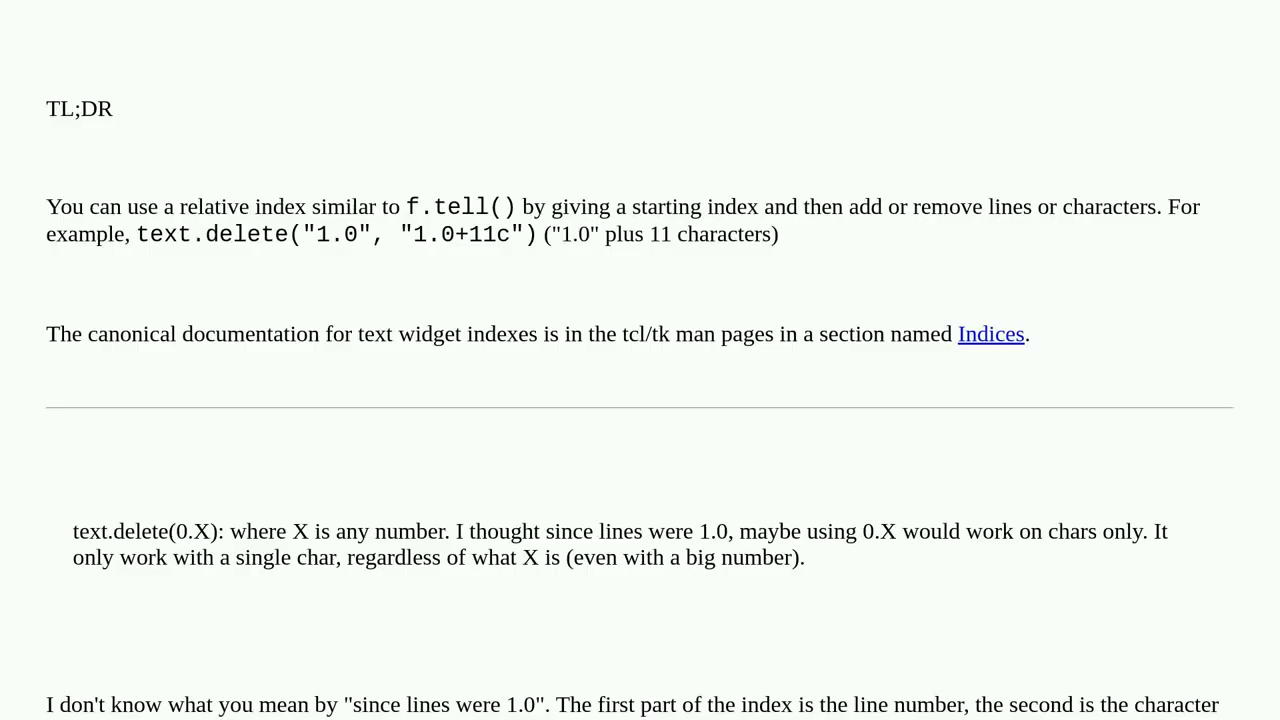 TL;DR
You can use a relative index similar to f.tell() by giving a starting index and then add or remove lines or characters. For
example, text.delete("1.0", "1.0+11c") ("1.0" plus 11 characters)
The canonical documentation for text widget indexes is in the tcl/tk man pages in a section named Indices.
text.delete(0.X): where X is any number. I thought since lines were 1.0, maybe using 0.X would work on chars only. It
only work with a single char, regardless of what X is (even with a big number).
I don't know what you mean by "since lines were 1.0". The first part of the index is the line number, the second is the character